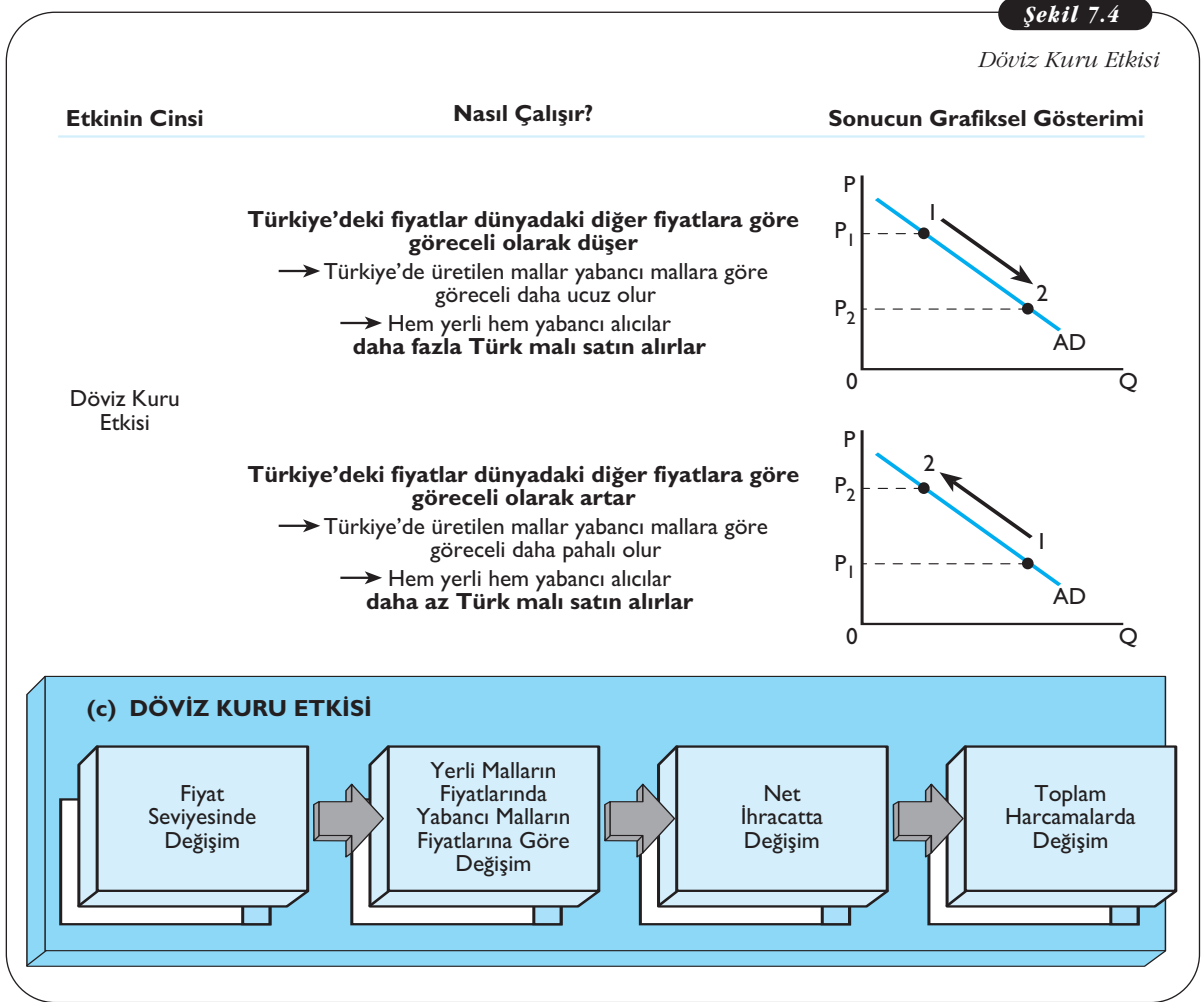 Şekil 7.4
Döviz Kuru Etkisi
Etkinin Cinsi
Nasıl Çalışır?
Sonucun Grafiksel Gösterimi
Döviz Kuru
Etkisi
Türkiye’deki fiyatlar dünyadaki diğer fiyatlara göre
göreceli olarak düşer
Türkiye’de üretilen mallar yabancı mallara göre
göreceli daha ucuz olur
Hem yerli hem yabancı alıcılar
daha fazla Türk malı satın alırlar
P
P1
P2
1
2
AD
0
Q
Türkiye’deki fiyatlar dünyadaki diğer fiyatlara göre
göreceli olarak artar
Türkiye’de üretilen mallar yabancı mallara göre
göreceli daha pahalı olur
Hem yerli hem yabancı alıcılar
daha az Türk malı satın alırlar
P
P2
P1
2
1
AD
0
Q
(c) DÖVİZ KURU ETKİSİ
Fiyat
Seviyesinde
Değişim
Yerli Malların
Fiyatlarında
Yabancı Malların
Fiyatlarına Göre
Değişim
Net
İhracatta
Değişim
Toplam
Harcamalarda
Değişim